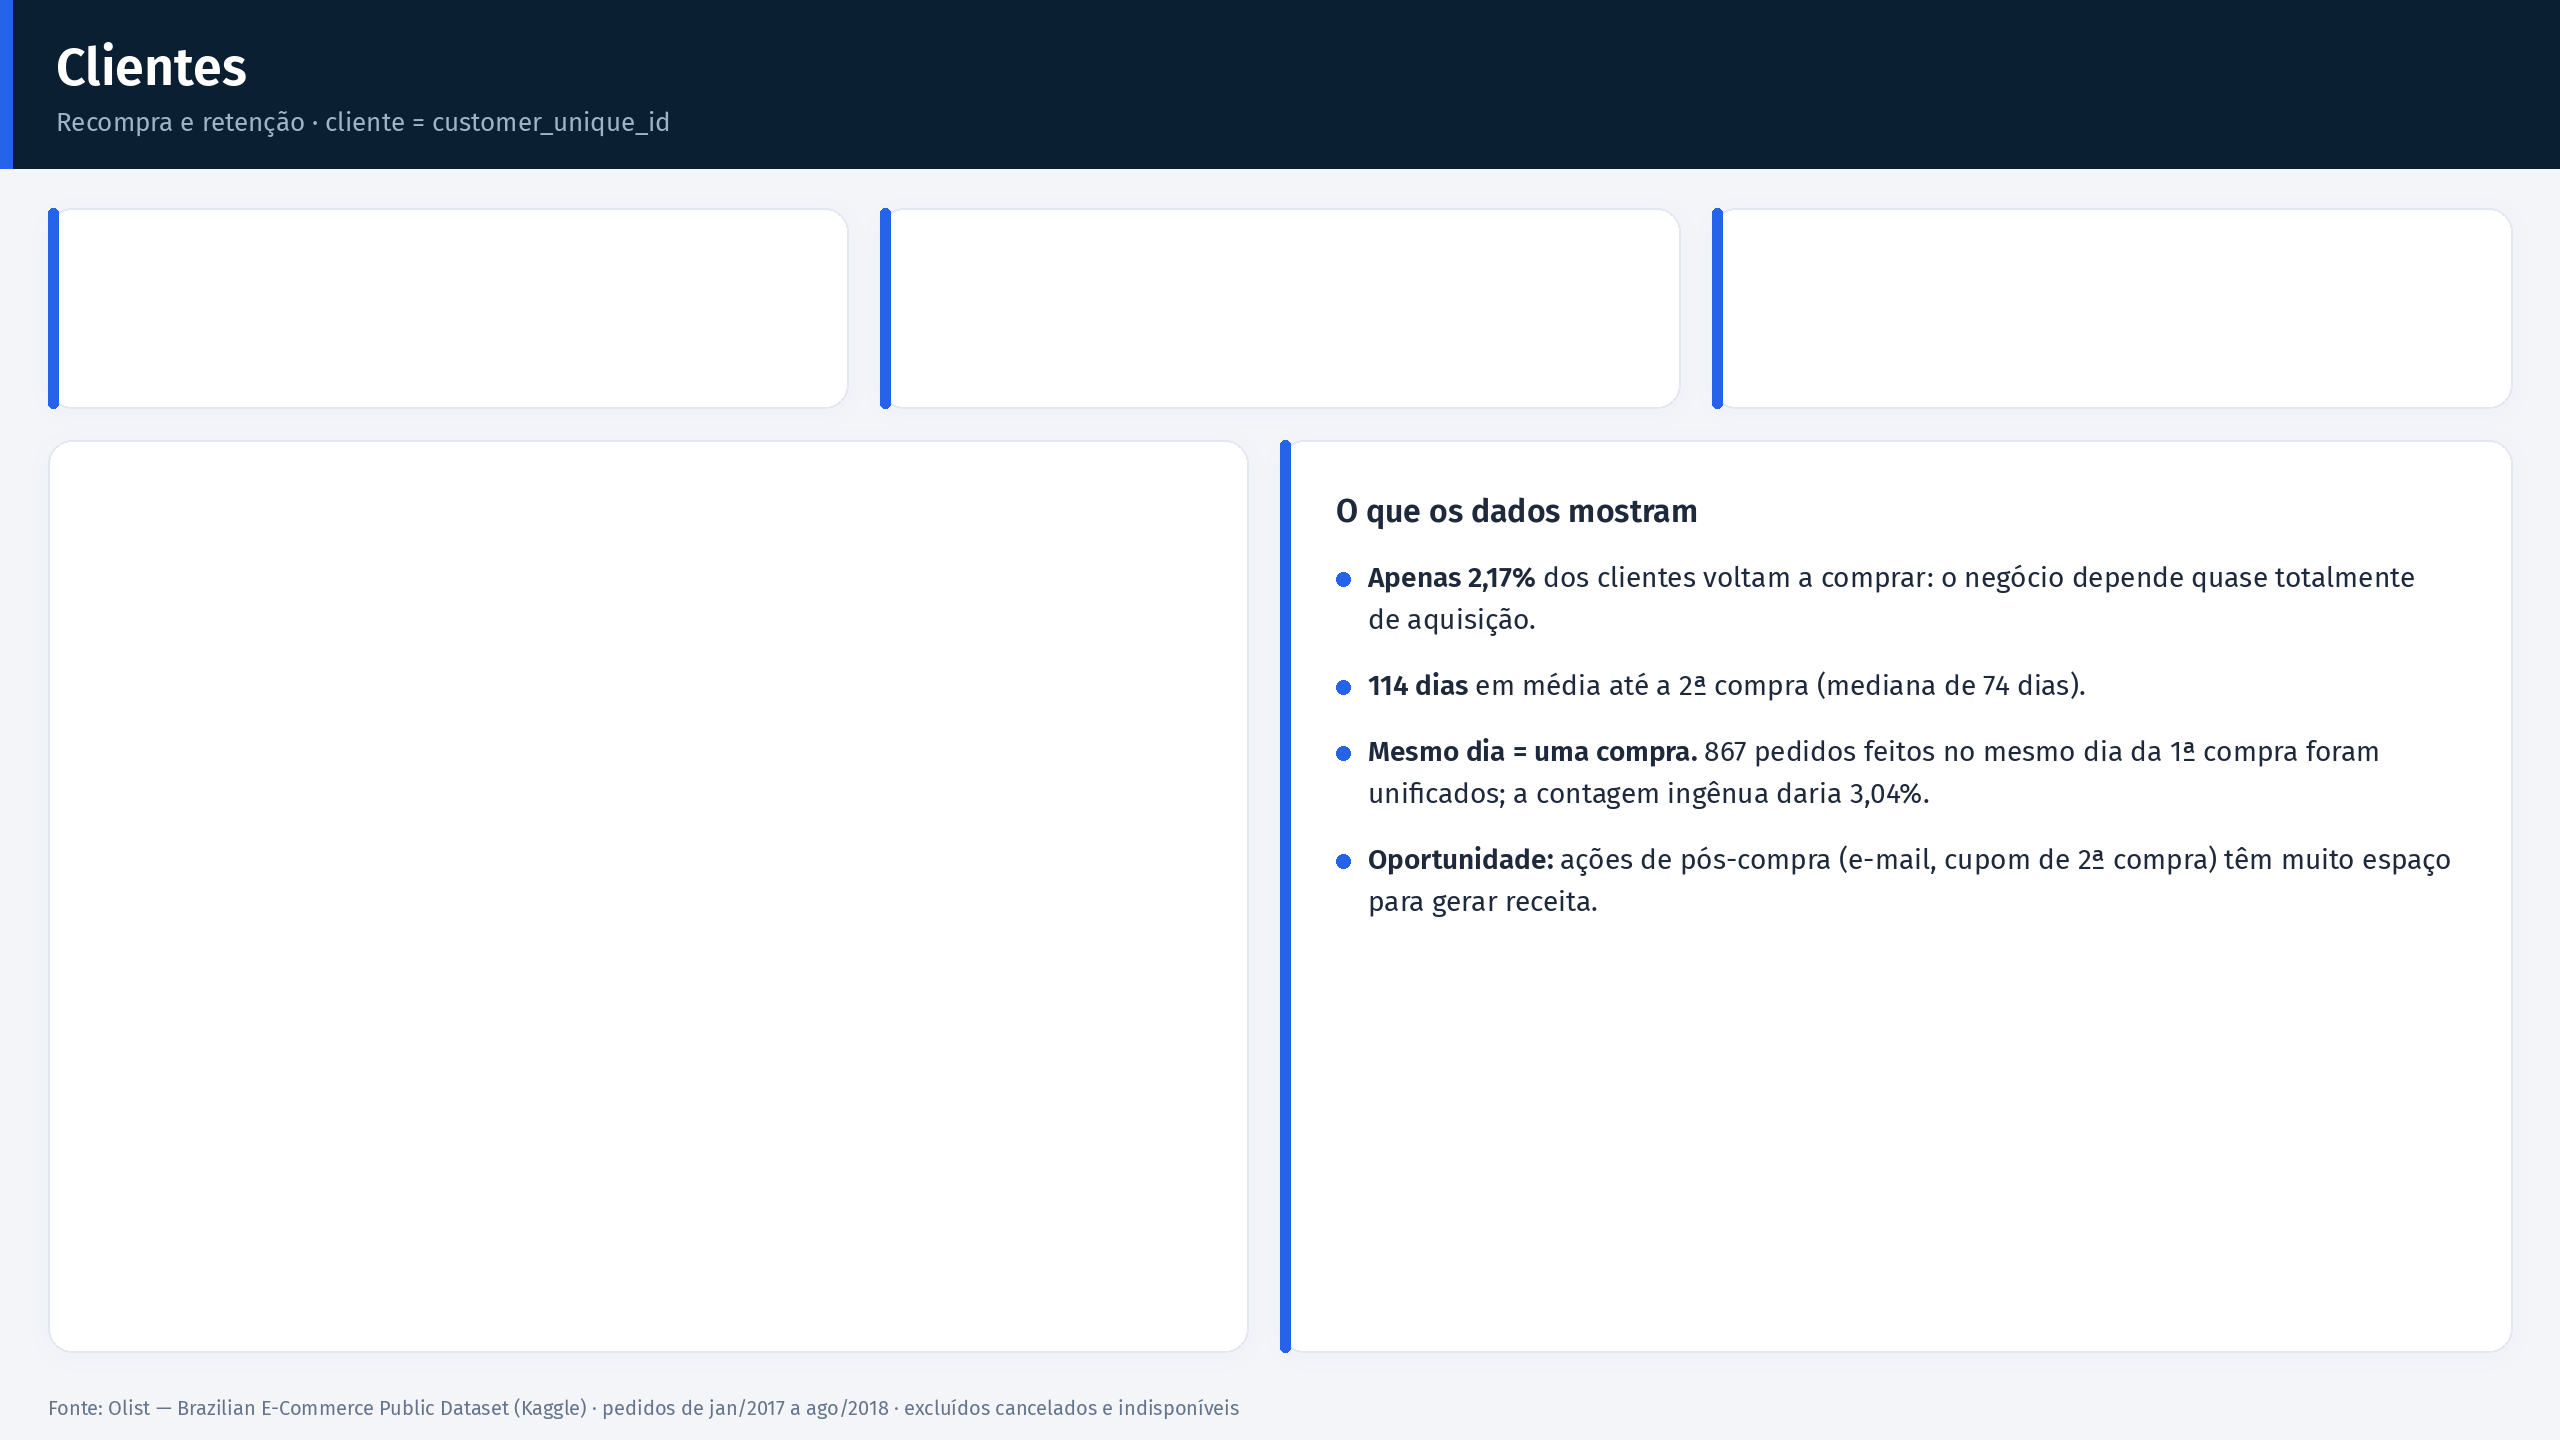 Clientes
Recompra e retenção · cliente = customer_unique_id
O que os dados mostram
Apenas 2,17% dos clientes voltam a comprar: o negócio depende quase totalmente
de aquisição.
114 dias em média até a 2ª compra (mediana de 74 dias).
Mesmo dia = uma compra. 867 pedidos feitos no mesmo dia da 1ª compra foram
unificados; a contagem ingênua daria 3,04%.
Oportunidade: ações de pós-compra (e-mail, cupom de 2ª compra) têm muito espaço
para gerar receita.
Fonte: Olist — Brazilian E-Commerce Public Dataset (Kaggle) · pedidos de jan/2017 a ago/2018 · excluídos cancelados e indisponíveis